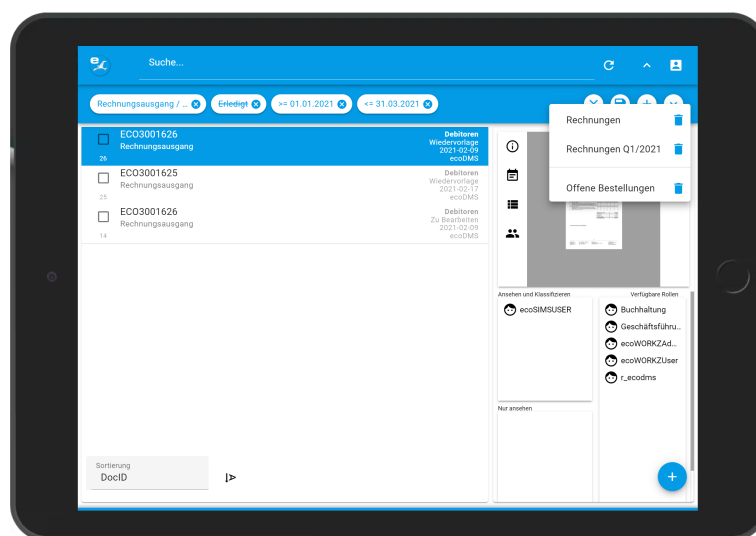 Suche...
Rechnungsausgang / ...
Erledigt
>= 01.01.2021
<= 31.03.2021
Rechnungen
Rechnungen Q1/2021
Offene Bestellungen
ECO3001626
Rechnungsausgang
26
Debitoren
Wiedervorlage
2021-02-09
ecoDMS
ECO3001625
Rechnungsausgang
25
Debitoren
Wiedervorlage
2021-02-17
ecoDMS
ECO3001626
Rechnungsausgang
14
Debitoren
Zu Bearbeiten
2021-02-09
ecoDMS
Ansehen und Klassifizieren
ecoSIMSUSER
Nur ansehen
Verfügbare Rollen
Buchhaltung
Geschäftsführu...
ecoWORKZAd...
ecoWORKZUser
r_ecodms
Sortierung
DocID